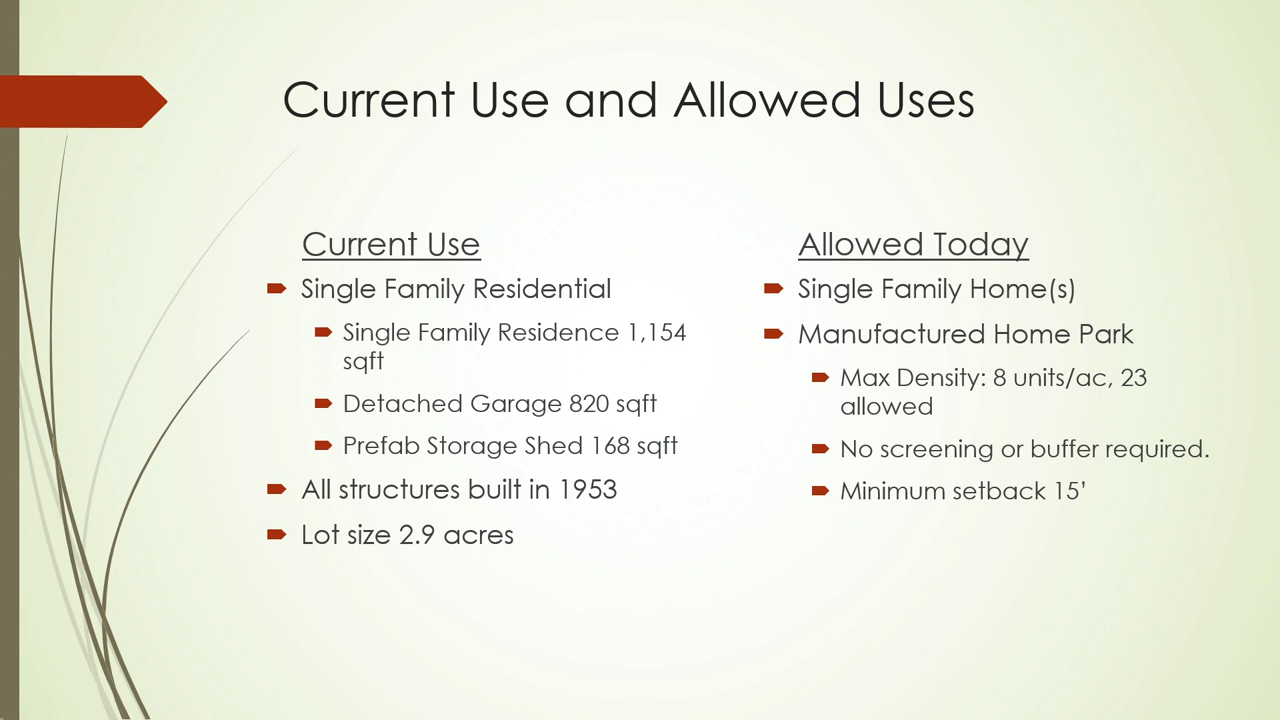 Current Use and Allowed Uses
Current Use
Single Family Residential
Single Family Residence 1,154
sqft
Detached Garage 820 sqft
Prefab Storage Shed 168 sqft
All structures built in 1953
Lot size 2.9 acres
Allowed Today
Single Family Home(s)
Manufactured Home Park
Max Density: 8 units/ac, 23
allowed
No screening or buffer required.
Minimum setback 15’